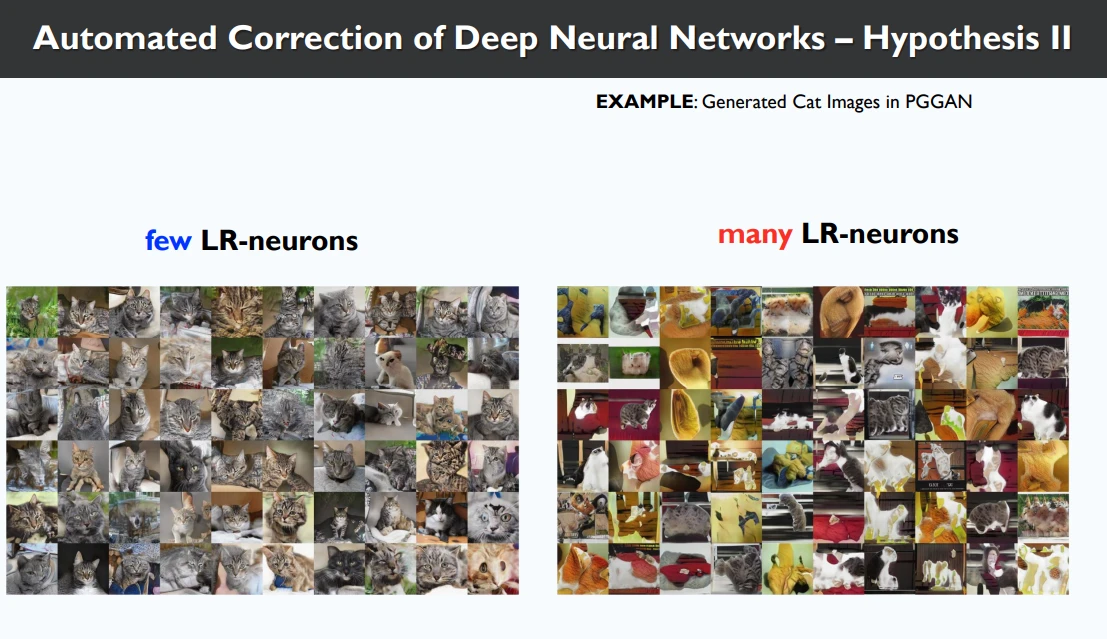 Automated Correction of Deep Neural Networks – Hypothesis II
EXAMPLE: Generated Cat Images in PGGAN
few LR-neurons
many LR-neurons